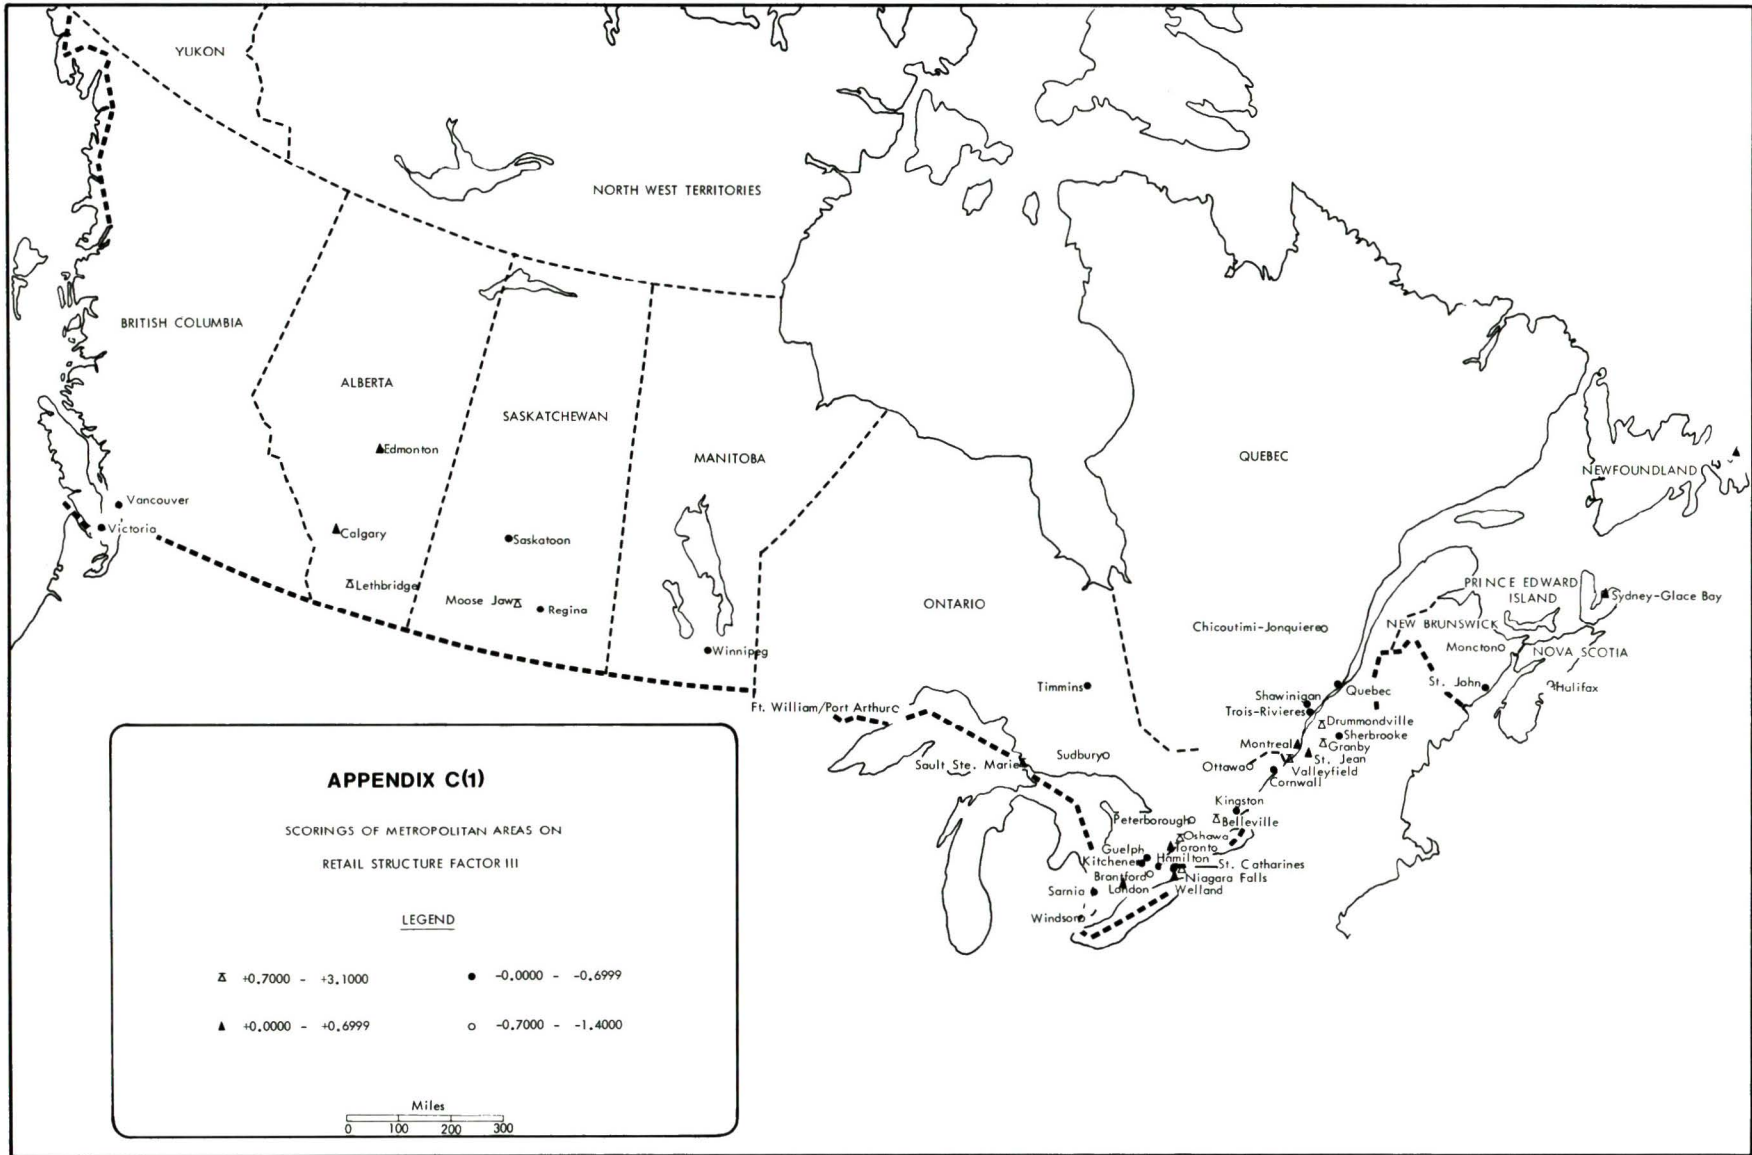 YUKON
NORTH WEST TERRITORIES
BRITISH COLUMBIA
ALBERTA
SASKATCHEWAN
MANITOBA
QUEBEC
NEWFOUNDLAND
Edmonton
Vancouver
Victoria
Calgary
Saskatoon
Lethbridge
Moose Jaw
Regina
Winnipeg
ONTARIO
PRINCE EDWARD
ISLAND
Sydney-Glace Bay
NEW BRUNSWICK
Chicoutimi-Jonquiere
Moncton
NOVA SCOTIA
Timmins
Quebec
St. John
Halifax
Shawinigan
Trois-Rivieres
Ft. William/Port Arthur
Drummondville
Sherbrooke
Montreal
Granby
St. Jean
Sudbury
Sault Ste. Marie
Ottawa
Valleyfield
Cornwall
Kingston
Peterborough
Belleville
Oshawa
Toronto
Guelph
Hamilton
Kitchener
St. Catharines
Brantford
Niagara Falls
London
Welland
Sarnia
Windsor
APPENDIX C(1)
SCORINGS OF METROPOLITAN AREAS ON
RETAIL STRUCTURE FACTOR III
LEGEND
+0.7000 - +3.1000
-0.0000 - -0.6999
+0.0000 - +0.6999
-0.7000 - -1.4000
Miles
0 100 200 300